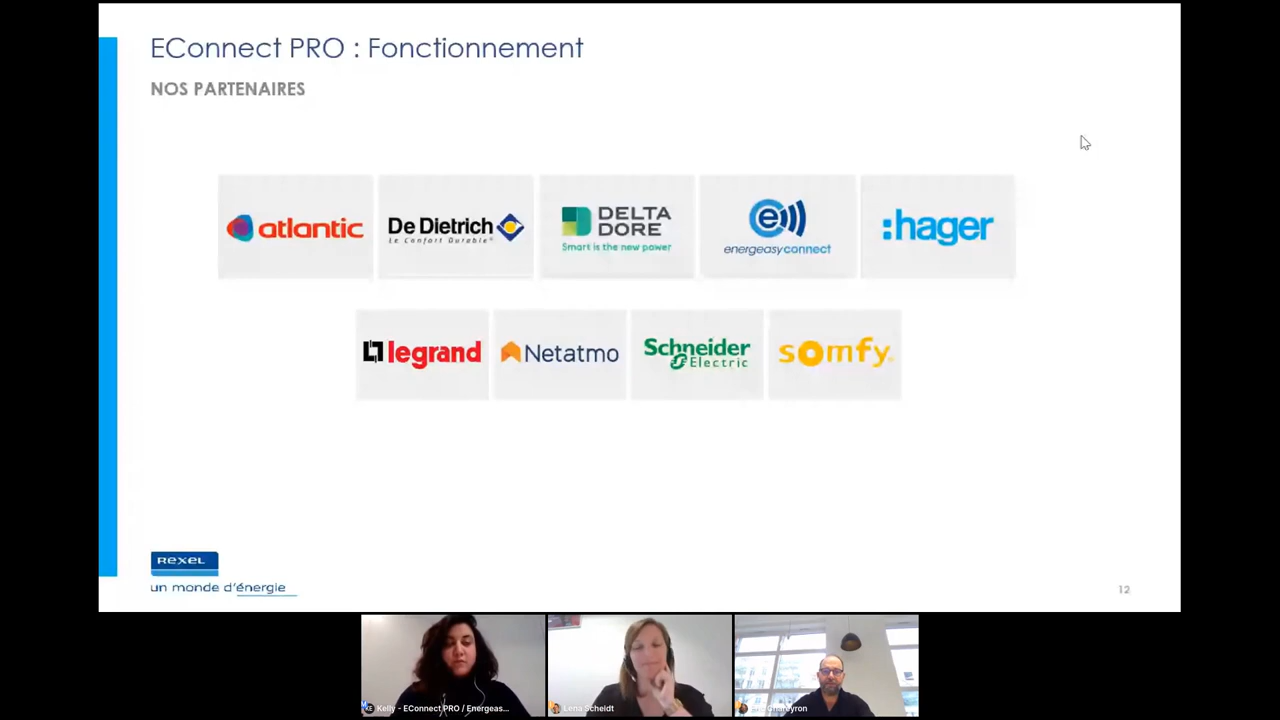 EConnect PRO : Fonctionnement
NOS PARTENAIRES
atlantic
De Dietrich
Le Confort Durable®
DELTA
DORE
Smart is the new power
e
energeasyconnect
:hager
legrand
Netatmo
Schneider
Electric
somfy.
REXEL
un monde d'énergie
12
Kelly - EConnect PRO / Energeas...
Lena Scheidt